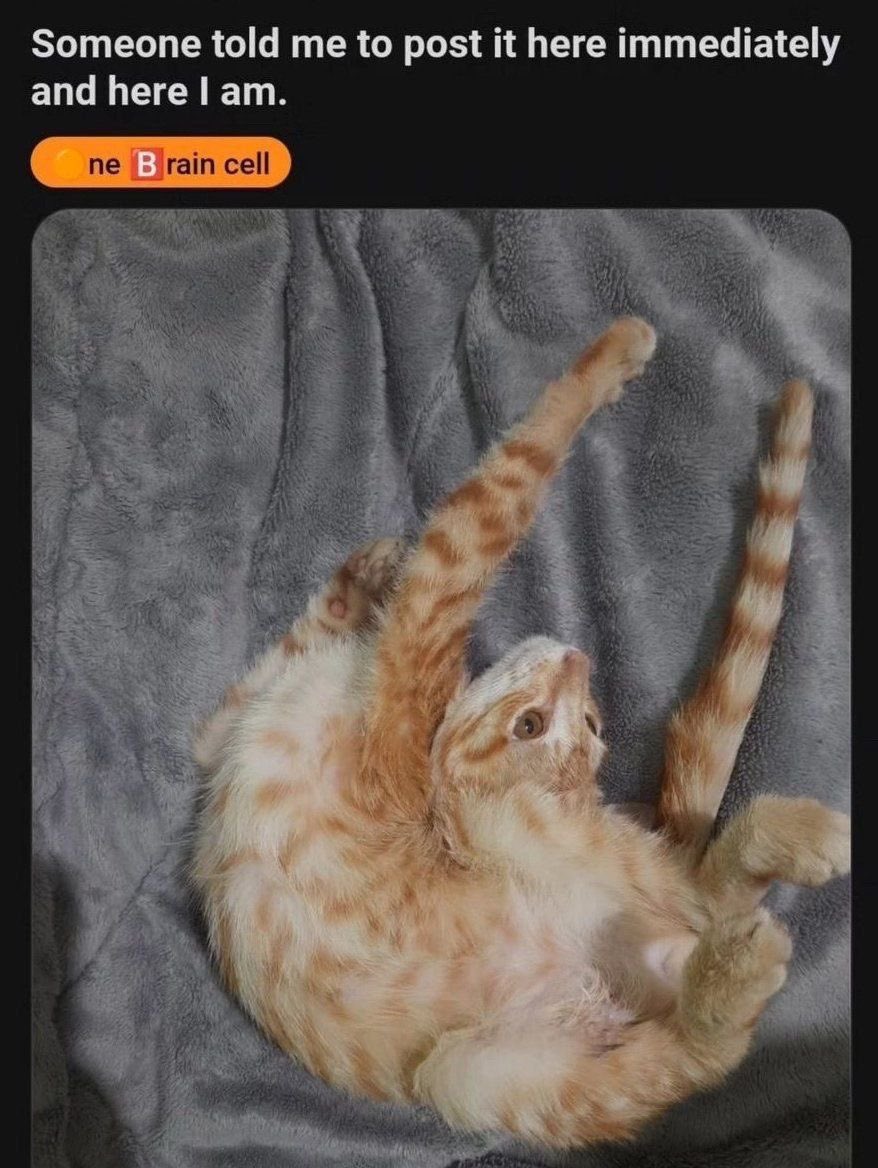 Someone told me to post it here immediately
and here I am.
🟠ne 🅱️rain cell